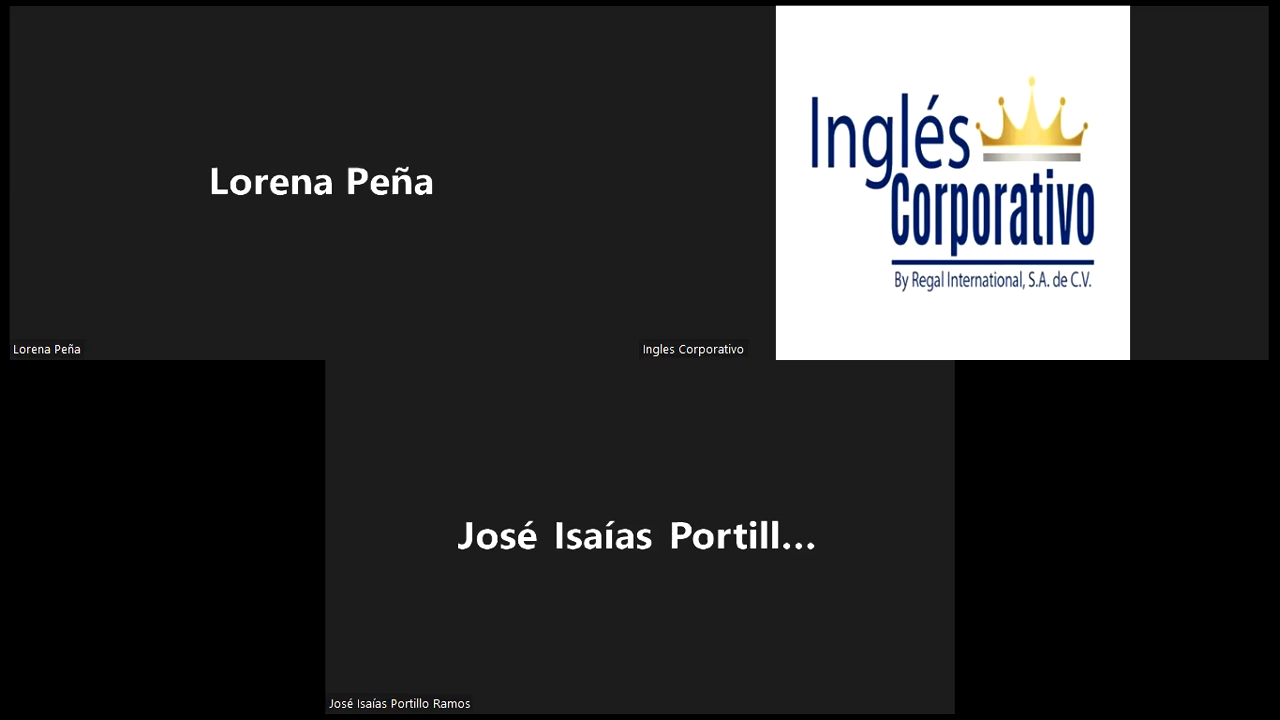 Lorena Peña
Lorena Peña
Inglés
Corporativo
By Regal International, S.A. de C.V.
Ingles Corporativo
José Isaías Portill...
José Isaías Portillo Ramos